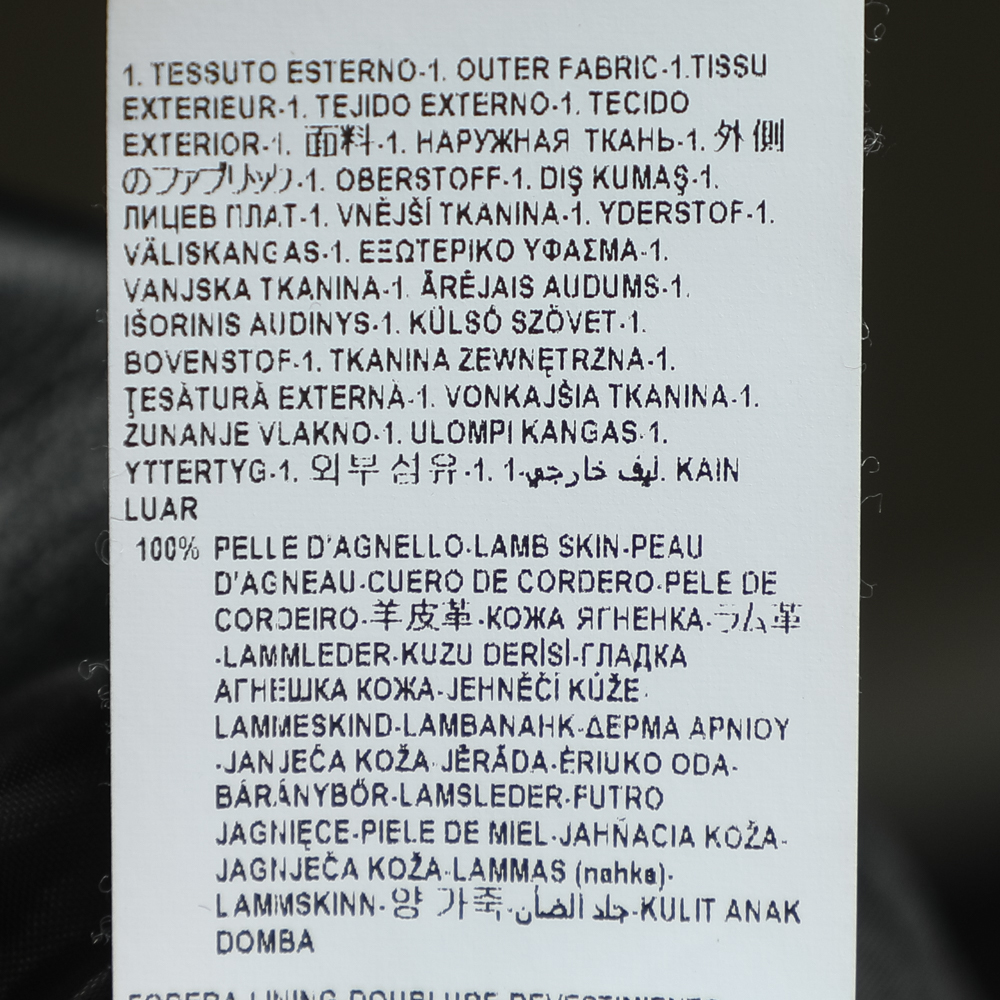 1. TESSUTO ESTERNO-1. OUTER FABRIC-1.TISSU
EXTERIEUR-1. TEJIDO EXTERNO-1. TECIDO
EXTERIOR-1. 面料-1. НАРУЖНАЯ ТКАНЬ-1. 外側
のファブリック-1. OBERSTOFF-1. DIŞ KUMAŞ-1.
ЛИЦЕВ ПЛАТ-1. VNĚJŠÍ TKANINA-1. YDERSTOF-1.
VÄLISKANGAS-1. ΕΞΩΤΕΡΙΚΟ ΥΦΑΣΜΑ-1.
VANJSKA TKANINA-1. ĀRĒJAIS AUDUMS-1.
IŠORINIS AUDINYS-1. KÜLSŐ SZÖVET-1.
BOVENSTOF-1. TKANINA ZEWNĘTRZNA-1.
ŢESĂTURĂ EXTERNĂ-1. VONKAJŠIA TKANINA-1.
ZUNANJE VLAKNO-1. ULOMPI KANGAS-1.
YTTERTYG-1. 외부 섬유-1. ليف خارجي-1. KAIN
LUAR
100% PELLE D'AGNELLO-LAMB SKIN-PEAU
D'AGNEAU-CUERO DE CORDERO-PELE DE
CORDEIRO-羊皮革-КОЖА ЯГНЕНКА-ラム革
-LAMMLEDER-KUZU DERİSİ-ГЛАДКА
АГНЕШКА КОЖА-JEHNĚČÍ KŮŽE-
LAMMESKIND-LAMBANAHK-ΔΕΡΜΑ ΑΡΝΙΟΥ
-JANJEĆA KOŽA-JĒRĀDA-ĖRIUKO ODA-
BÁRÁNYBŐR-LAMSLEDER-FUTRO
JAGNIĘCE-PIELE DE MIEL-JAHŇACIA KOŽA-
JAGNJEČA KOŽA-LAMMAS (nahka)-
LAMMSKINN-양 가죽-جلد الضأن-KULIT ANAK
DOMBA
FODERA-LINING-DOUBLURE-REVESTIMIENTO